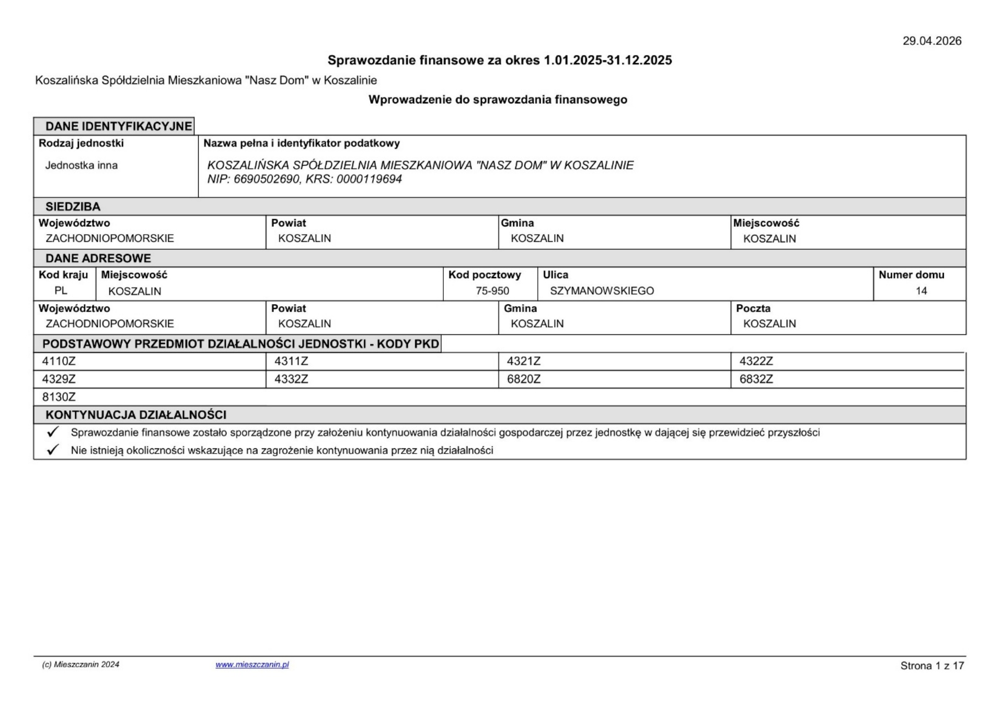 29.04.2026
Sprawozdanie finansowe za okres 1.01.2025-31.12.2025
Koszalińska Spółdzielnia Mieszkaniowa "Nasz Dom" w Koszalinie
Wprowadzenie do sprawozdania finansowego
DANE IDENTYFIKACYJNE
Rodzaj jednostki Nazwa pełna i identyfikator podatkowy
Jednostka inna KOSZALIŃSKA SPÓŁDZIELNIA MIESZKANIOWA "NASZ DOM" W KOSZALINIE
NIP: 6690502690, KRS: 0000119694
SIEDZIBA
Województwo Powiat Gmina Miejscowość
ZACHODNIOPOMORSKIE KOSZALIN KOSZALIN KOSZALIN
DANE ADRESOWE
Kod kraju Miejscowość Kod pocztowy Ulica Numer domu
PL KOSZALIN 75-950 SZYMANOWSKIEGO 14
Województwo Powiat Gmina Poczta
ZACHODNIOPOMORSKIE KOSZALIN KOSZALIN KOSZALIN
PODSTAWOWY PRZEDMIOT DZIAŁALNOŚCI JEDNOSTKI - KODY PKD
4110Z 4311Z 4321Z 4322Z
4329Z 4332Z 6820Z 6832Z
8130Z
KONTYNUACJA DZIAŁALNOŚCI
✓ Sprawozdanie finansowe zostało sporządzone przy założeniu kontynuowania działalności gospodarczej przez jednostkę w dającej się przewidzieć przyszłości
✓ Nie istnieją okoliczności wskazujące na zagrożenie kontynuowania przez nią działalności
(c) Mieszczanin 2024 www.mieszczanin.pl Strona 1 z 17